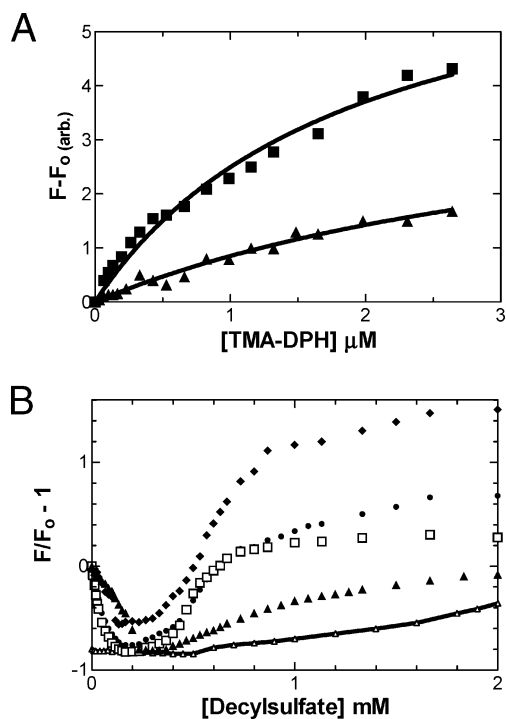 A
5
4
3
2
1
0
F-Fo (arb.)
0
1
2
3
[TMA-DPH] µM
B
1
0
-1
F/Fo - 1
0
1
2
[Decylsulfate] mM